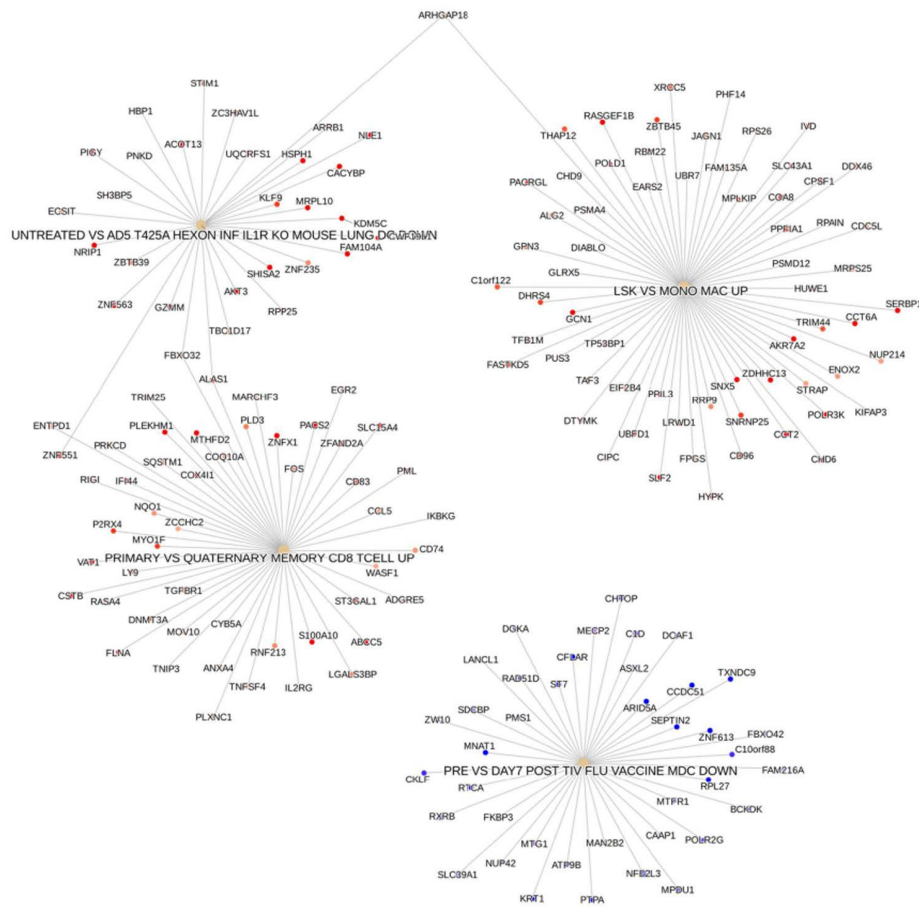 ARHGAP18
STIM1
HBP1
ZC3HAV1L
ARRB1
NLE1
ACOT13
PIGY
PNKD
UQCRFS1
HSPH1
CACYBP
SH3BP5
KLF9
MRPL10
ECSIT
KDM5C
UNTREATED VS AD5 T425A HEXON INF IL1R KO MOUSE LUNG DC DOWN
NRIP1
FAM104A
ZBTB39
SHISA2
ZNF235
ZNF563
GZMM
AKT3
RPP25
TBC1D17
FBXO32
ALAS1
XRCC5
PHF14
RASGEF1B
THAP12
ZBTB45
JAGN1
RPS26
IVD
POLD1
RBM22
PACRGL
CHD9
EARS2
UBR7
FAM135A
SLC43A1
DDX46
CPSF1
MPLKIP
COA8
ALG2
PSMA4
PPFIA1
RPAIN
CDC5L
GPN3
DIABLO
PSMD12
MRPS25
C1orf122
GLRX5
HUWE1
LSK VS MONO MAC UP
DHRS4
GCN1
TRIM44
CCT6A
TFB1M
TP53BP1
AKR7A2
NUP214
FASTKD5
PUS3
ENOX2
TAF3
EIF2B4
PRIL3
SNX5
ZDHHC13
STRAP
RRP9
POLR3K
KIFAP3
DTYMK
UBFD1
LRWD1
SNRNP25
CCT2
CIPC
FPGS
CD96
CHD6
SLF2
HYPK
TRIM25
MARCHF3
EGR2
ENTPD1
PLEKHM1
MTHFD2
PLD3
PACS2
SLC15A4
ZNFX1
ZFAND2A
ZNF551
PRKCD
SQSTM1
COQ10A
RIGI
IFI44
COX4I1
FOS
CD83
PML
NQO1
CCL5
IKBKG
P2RX4
ZCCHC2
MYO1F
CD74
VAT1
PRIMARY VS QUATERNARY MEMORY CD8 TCELL UP
LY9
WASF1
CSTB
RASA4
TGFBR1
ST3GAL1
ADGRE5
DNMT3A
MOV10
CYB5A
S100A10
ABCC5
FLNA
RNF213
TNIP3
ANXA4
LGALS3BP
TNFSF4
IL2RG
PLXNC1
CHTOP
DGKA
MECP2
C1D
DCAF1
LANCL1
CFLAR
ASXL2
TXNDC9
RAD51D
SF7
CCDC51
SDCBP
ARID5A
ZW10
PMS1
SEPTIN2
ZNF613
FBXO42
MNAT1
C10orf88
PRE VS DAY7 POST TIV FLU VACCINE MDC DOWN
FAM216A
CKLF
RTCA
RPL27
RXRB
FKBP3
MTFR1
BCKDK
MTG1
MAN2B2
CAAP1
POLR2G
SLC39A1
NUP42
ATP9B
NFE2L3
MPDU1
KRT1
PTPA